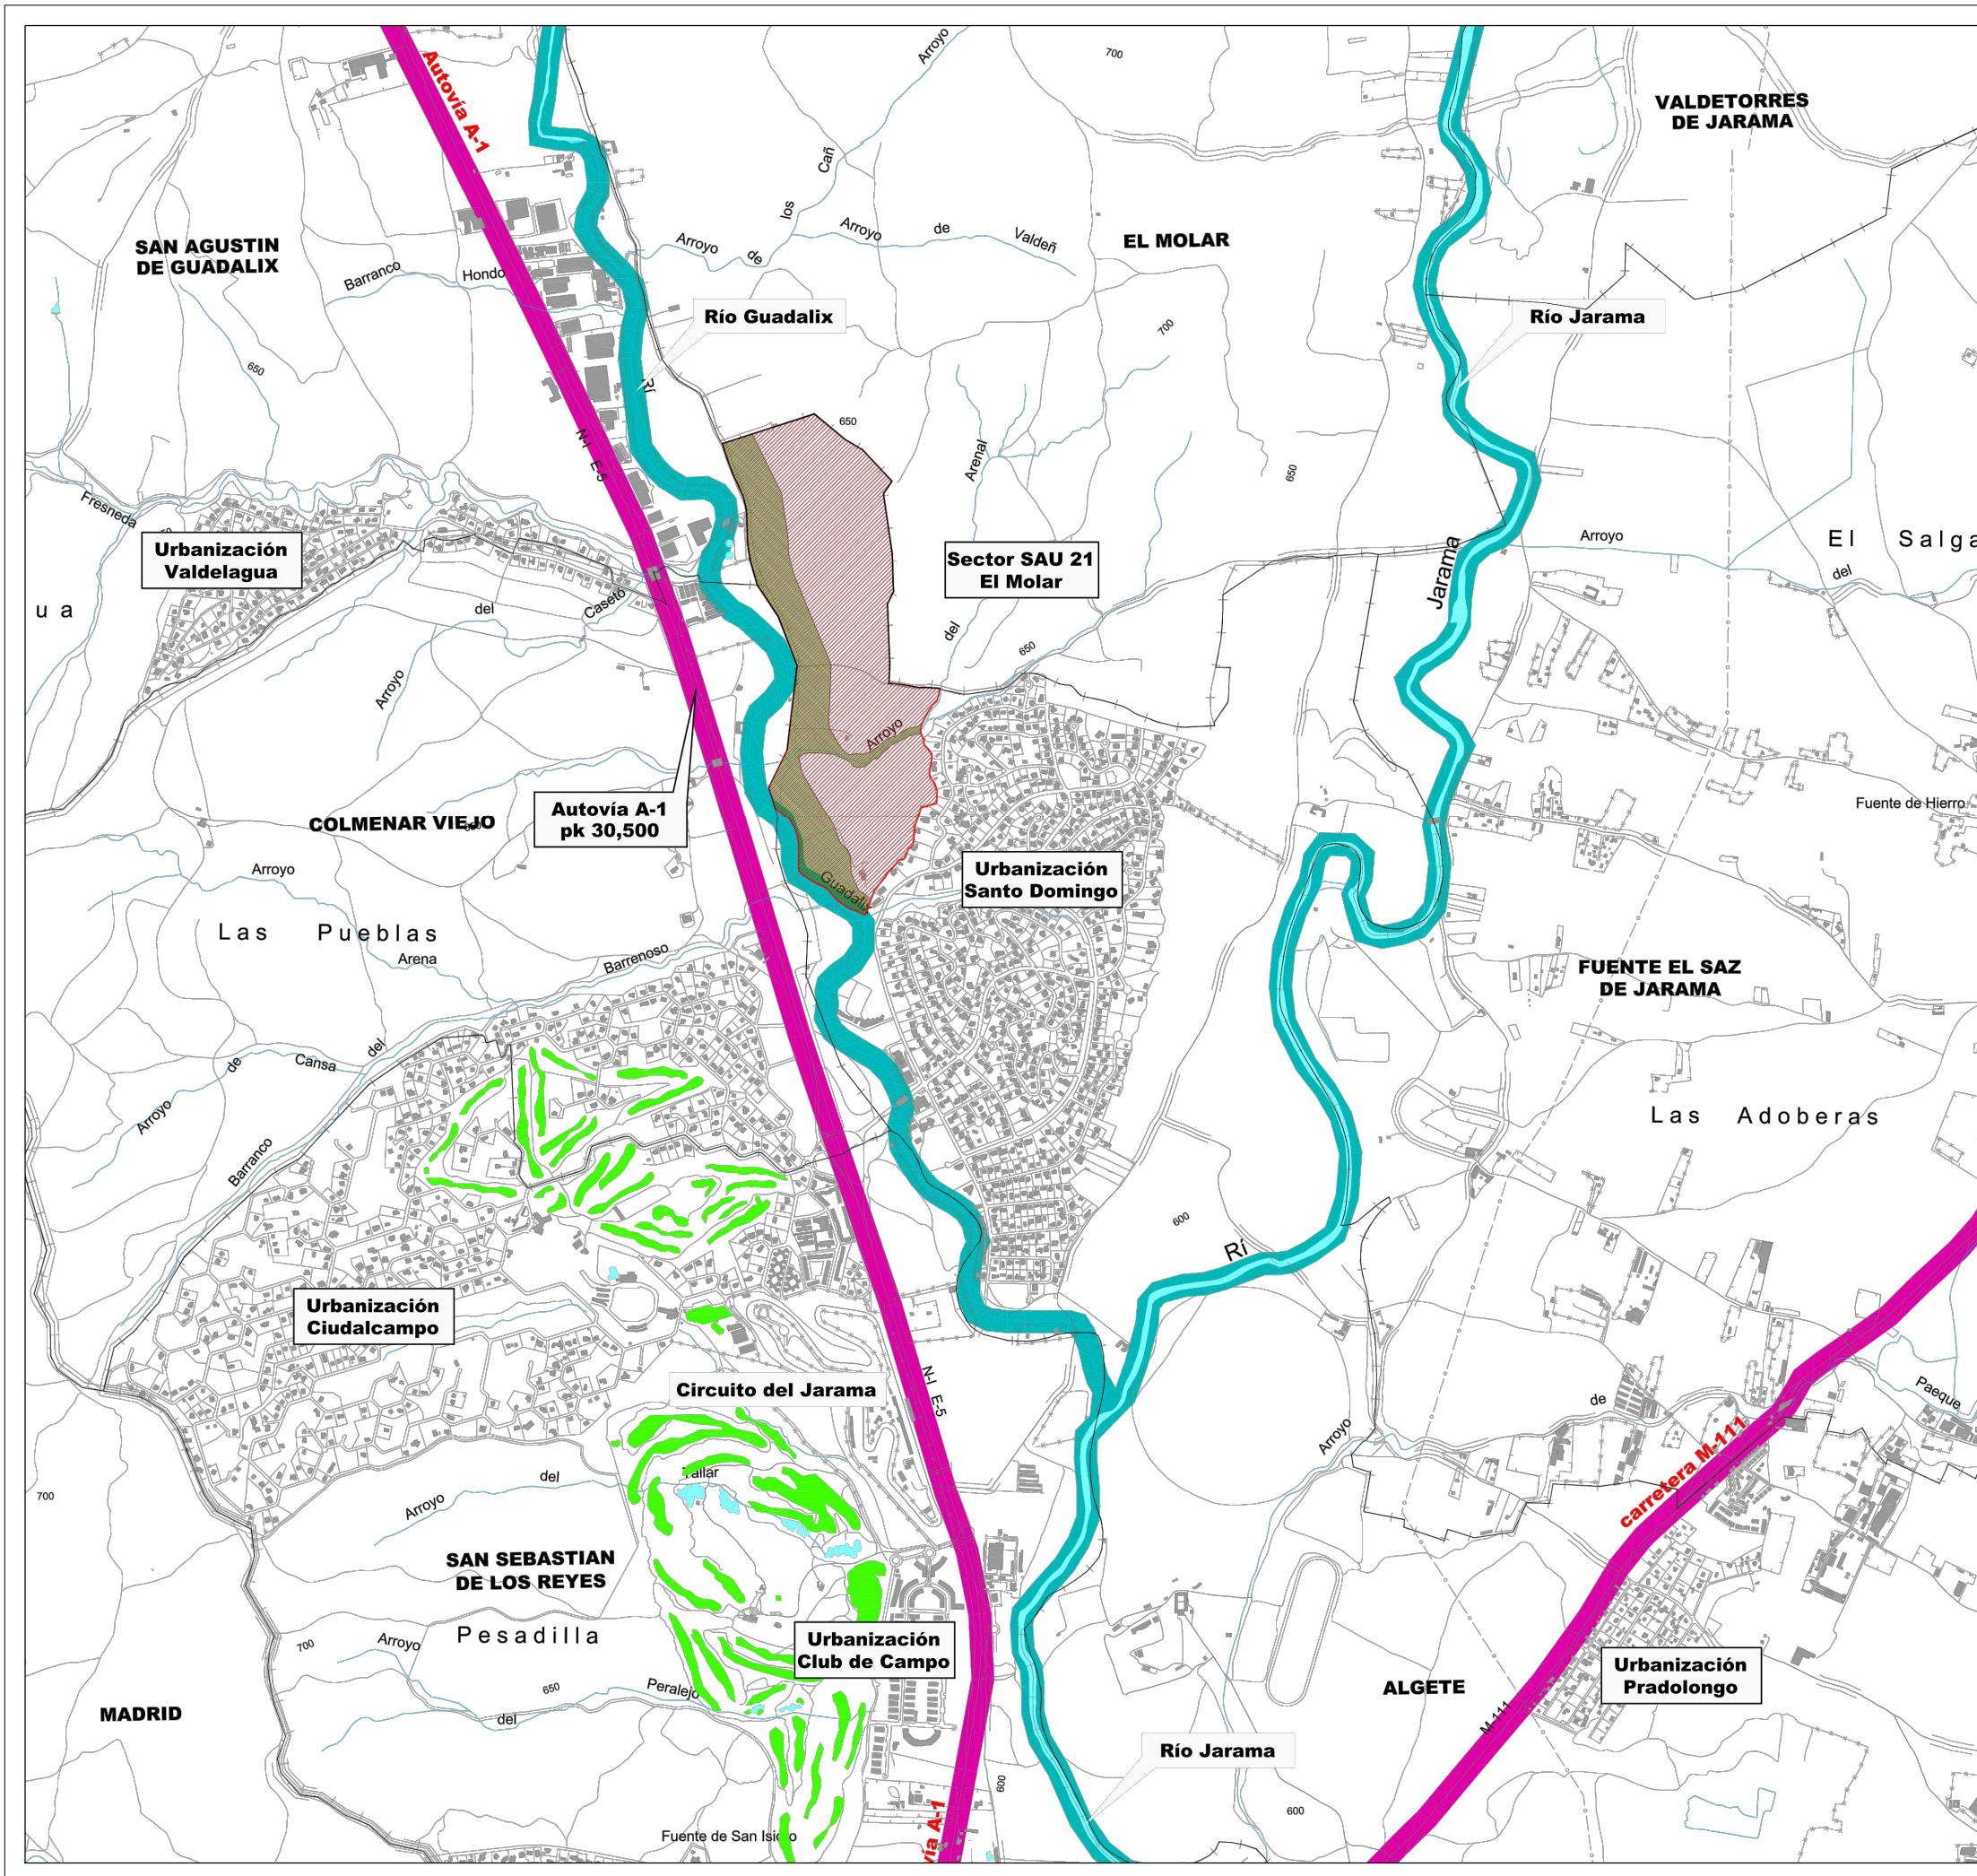 Autovía A-1
Arroyo
700
VALDETORRES
DE JARAMA
Cañ
los
SAN AGUSTIN
DE GUADALIX
Arroyo
de
Arroyo
de
Valdeñ
EL MOLAR
Barranco
Hondo
Río Guadalix
Río Jarama
700
650
Rí
650
N-I E-5
Arenal
650
Fresneda
Urbanización
Valdelagua
Sector SAU 21
El Molar
Jarama
Arroyo
El Salga
del
u a
del
Casetó
del
650
Arroyo
Arroyo
Autovía A-1
pk 30,500
COLMENAR VIEJO
650
Fuente de Hierro
Arroyo
Urbanización
Santo Domingo
Guadalix
Las Pueblas
Arena
Barrenoso
FUENTE EL SAZ
DE JARAMA
de
Cansa
del
Arroyo
Las Adoberas
Barranco
600
Rí
Urbanización
Ciudalcampo
Circuito del Jarama
N-I E-5
Paeque
de
Arroyo
carretera M-111
700
del
Tallar
Arroyo
SAN SEBASTIAN
DE LOS REYES
Pesadilla
700
Arroyo
Urbanización
Club de Campo
Urbanización
Pradolongo
650
Peralejo
ALGETE
del
M-111
MADRID
Río Jarama
600
600
Fuente de San Isidro
vía A-1